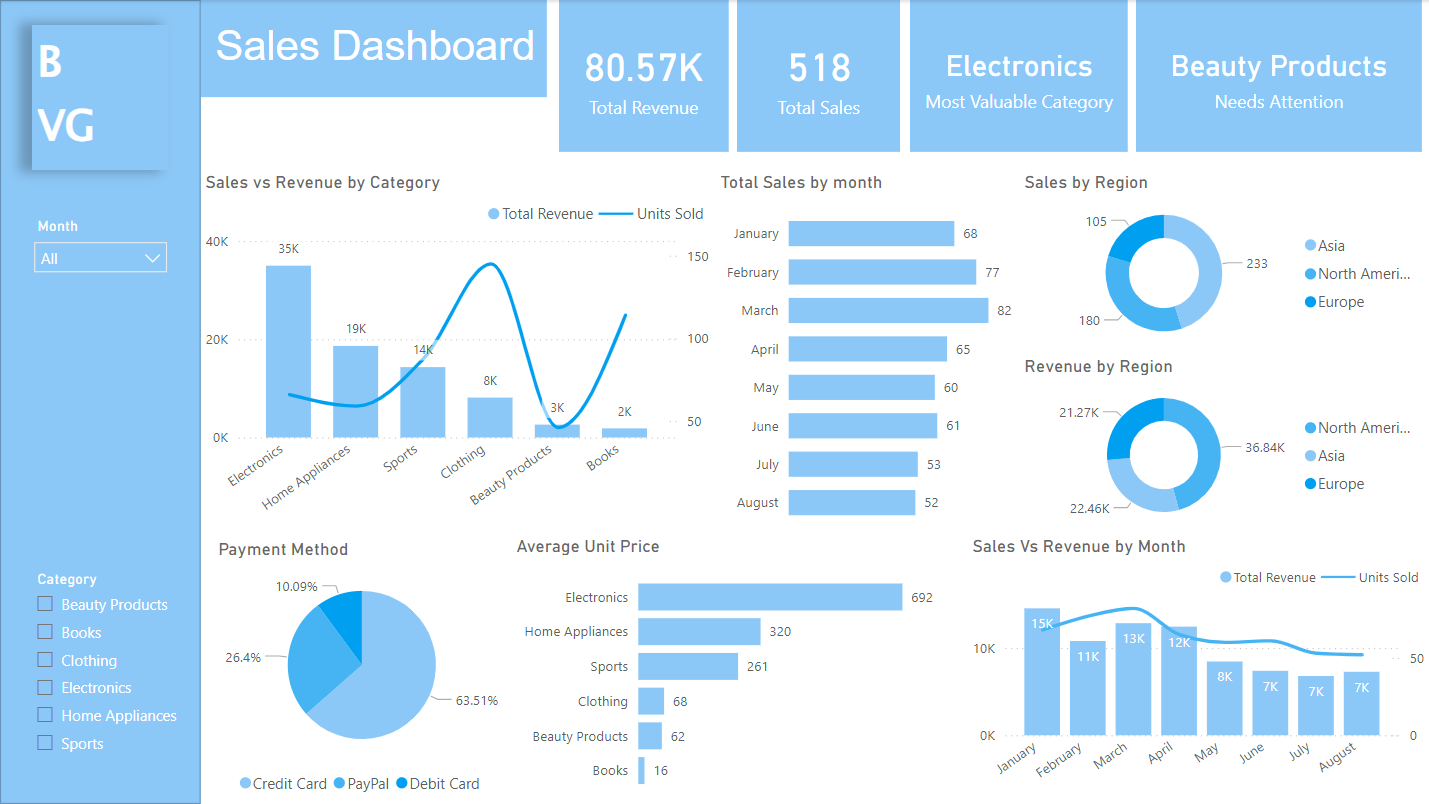 B
VG
Sales Dashboard
80.57K
Total Revenue
518
Total Sales
Electronics
Most Valuable Category
Beauty Products
Needs Attention
Month
All
Category
Beauty Products
Books
Clothing
Electronics
Home Appliances
Sports
Sales vs Revenue by Category
Total Revenue Units Sold
40K
20K
0K
150
100
50
35K
19K
14K
8K
3K
2K
Electronics
Home Appliances
Sports
Clothing
Beauty Products
Books
Total Sales by month
January 68
February 77
March 82
April 65
May 60
June 61
July 53
August 52
Sales by Region
105
233
180
Asia
North Ameri...
Europe
Revenue by Region
21.27K
36.84K
22.46K
North Ameri...
Asia
Europe
Payment Method
10.09%
26.4%
63.51%
Credit Card PayPal Debit Card
Average Unit Price
Electronics 692
Home Appliances 320
Sports 261
Clothing 68
Beauty Products 62
Books 16
Sales Vs Revenue by Month
Total Revenue Units Sold
10K
0K
50
0
15K
11K
13K
12K
8K
7K
7K
7K
January
February
March
April
May
June
July
August